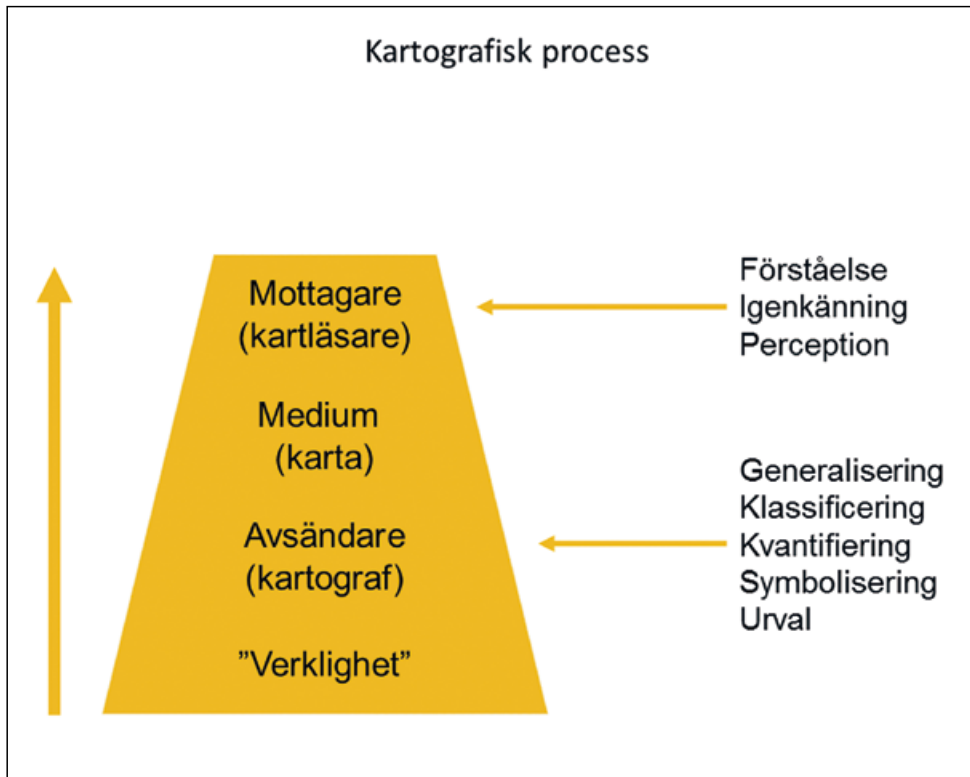 Kartografisk process
Mottagare
(kartläsare)
Medium
(karta)
Avsändare
(kartograf)
”Verklighet”
Förståelse
Igenkänning
Perception
Generalisering
Klassificering
Kvantifiering
Symbolisering
Urval